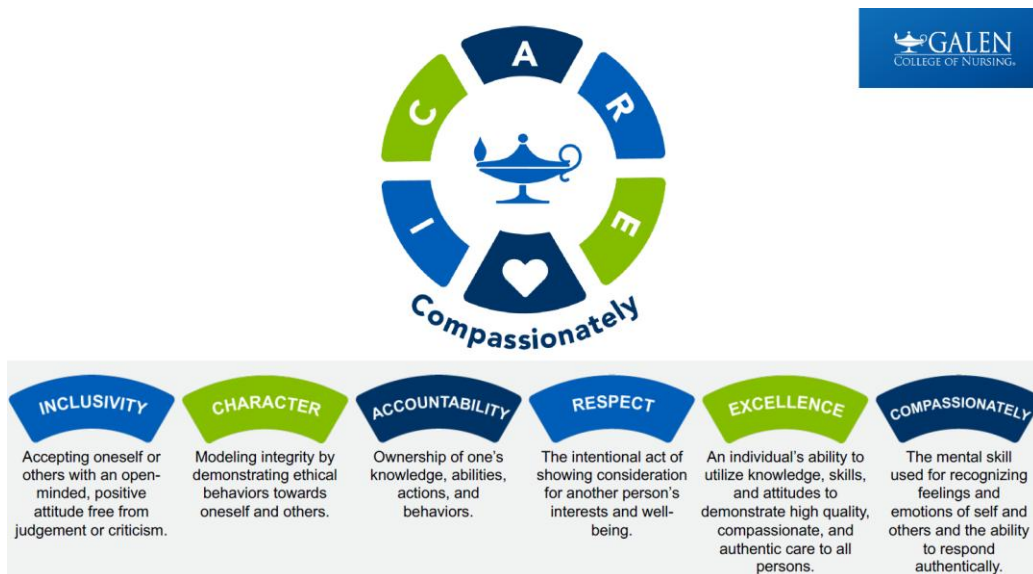 GALEN
COLLEGE OF NURSING®
I
C
A
R
E
Compassionately
INCLUSIVITY
Accepting oneself or
others with an open-
minded, positive
attitude free from
judgement or criticism.
CHARACTER
Modeling integrity by
demonstrating ethical
behaviors towards
oneself and others.
ACCOUNTABILITY
Ownership of one's
knowledge, abilities,
actions, and
behaviors.
RESPECT
The intentional act of
showing consideration
for another person's
interests and well-
being.
EXCELLENCE
An individual's ability to
utilize knowledge, skills,
and attitudes to
demonstrate high quality,
compassionate, and
authentic care to all
persons.
COMPASSIONATELY
The mental skill
used for recognizing
feelings and
emotions of self and
others and the ability
to respond
authentically.